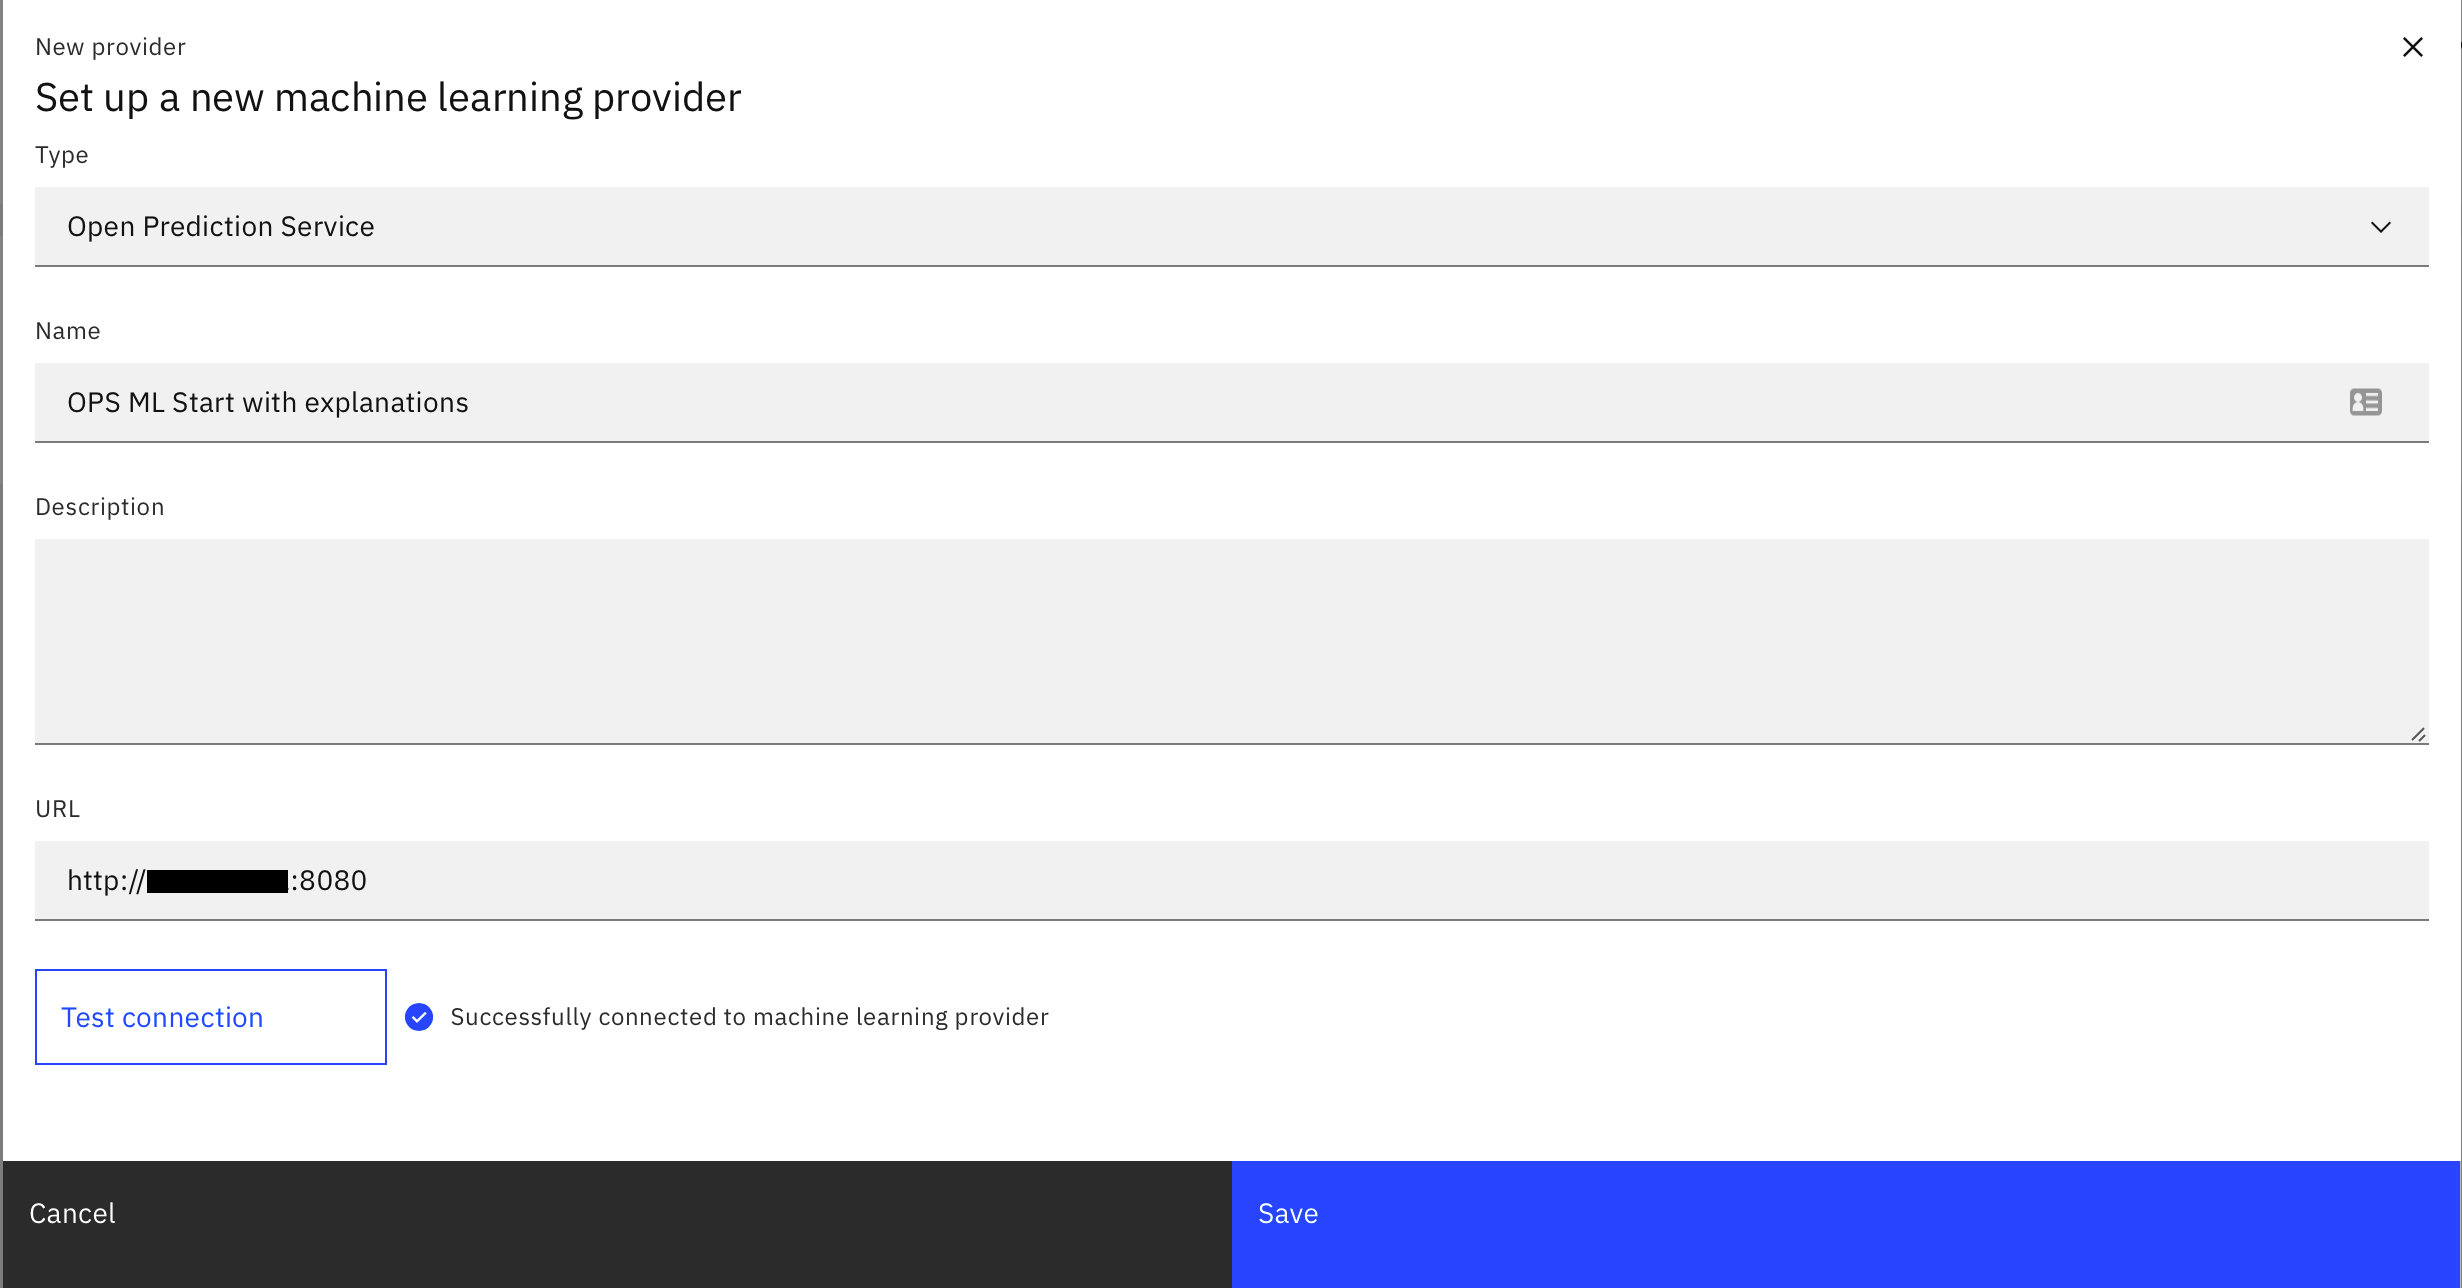 New provider
Set up a new machine learning provider
Type
Open Prediction Service
Name
OPS ML Start with explanations
Description
URL
http:// :8080
Test connection
Successfully connected to machine learning provider
Cancel
Save